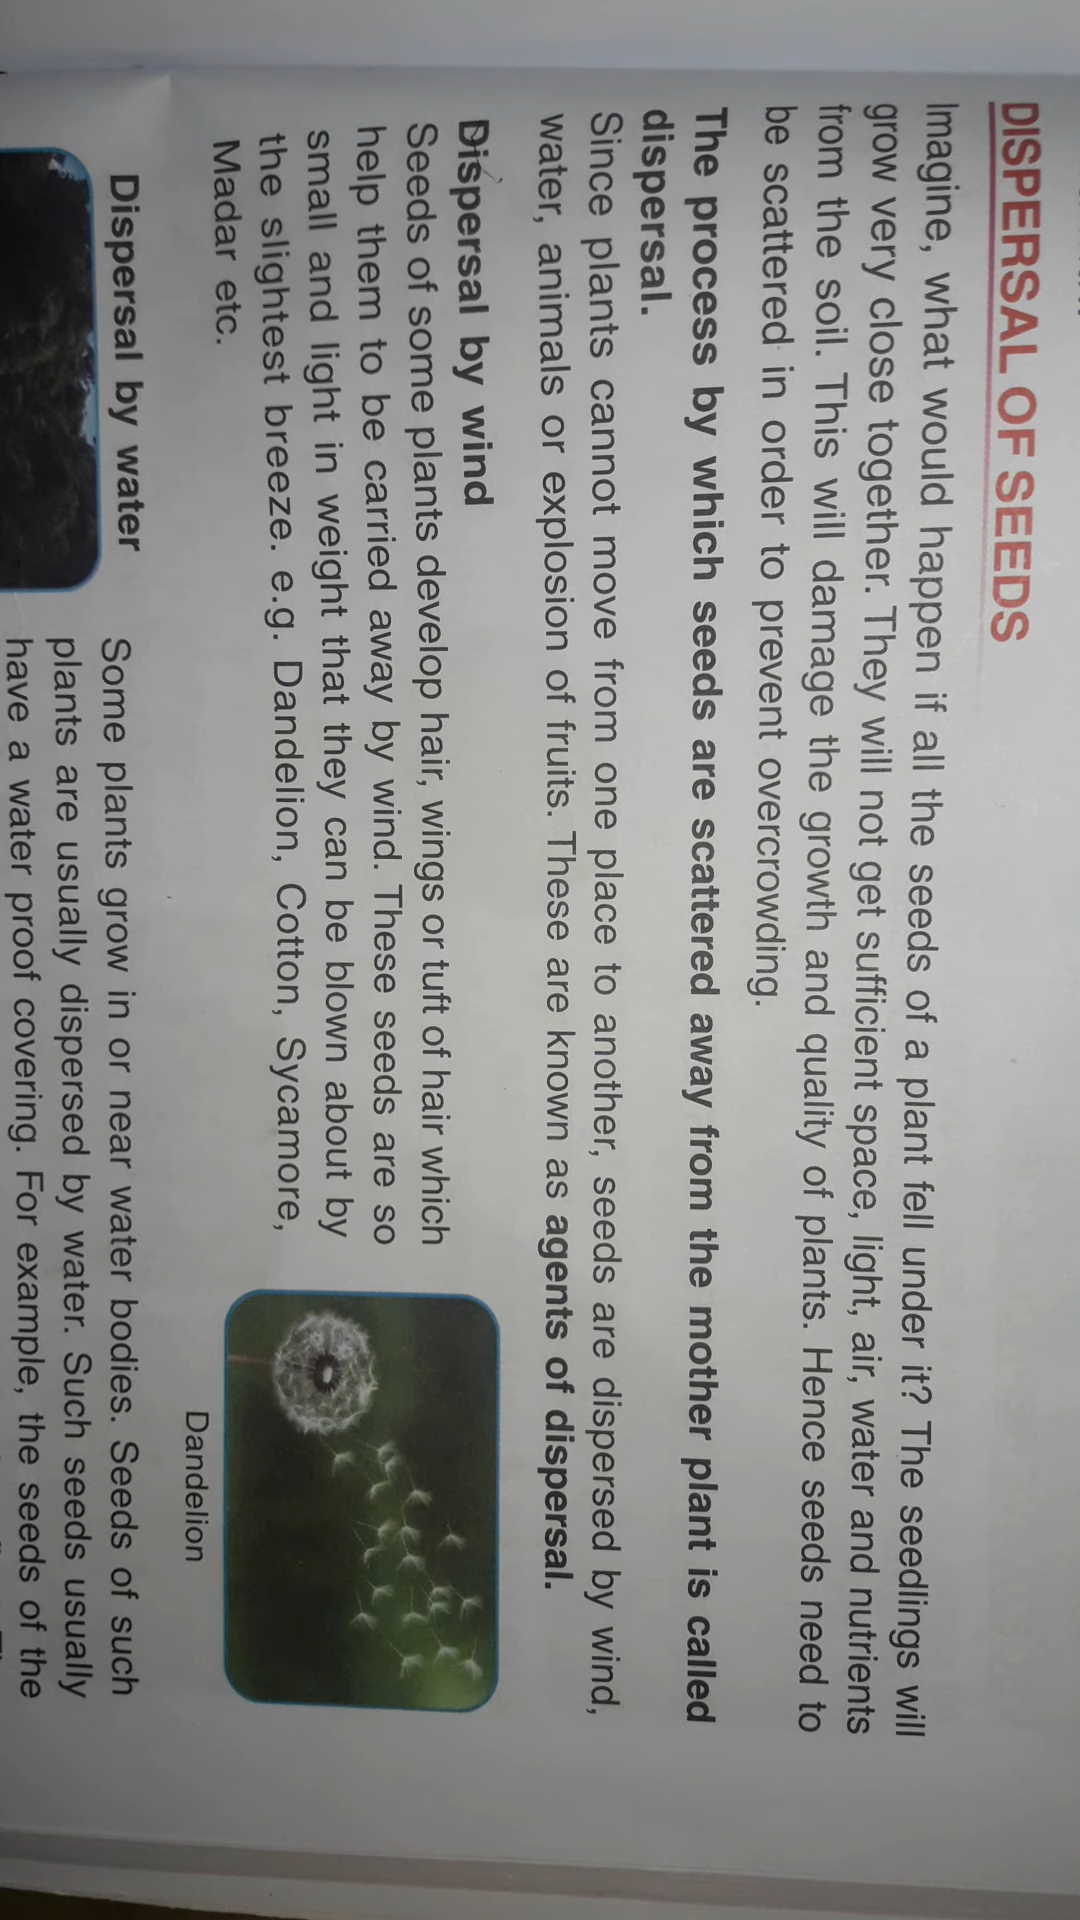 DISPERSAL OF SEEDS
Imagine, what would happen if all the seeds of a plant fell under it? The seedlings will
grow very close together. They will not get sufficient space, light, air, water and nutrients
from the soil. This will damage the growth and quality of plants. Hence seeds need to
be scattered in order to prevent overcrowding.
The process by which seeds are scattered away from the mother plant is called
dispersal.
Since plants cannot move from one place to another, seeds are dispersed by wind,
water, animals or explosion of fruits. These are known as agents of dispersal.
Dispersal by wind
Seeds of some plants develop hair, wings or tuft of hair which
help them to be carried away by wind. These seeds are so
small and light in weight that they can be blown about by
the slightest breeze. e.g. Dandelion, Cotton, Sycamore,
Madar etc.
Dandelion
Dispersal by water
Some plants grow in or near water bodies. Seeds of such
plants are usually dispersed by water. Such seeds usually
have a water proof covering. For example, the seeds of the